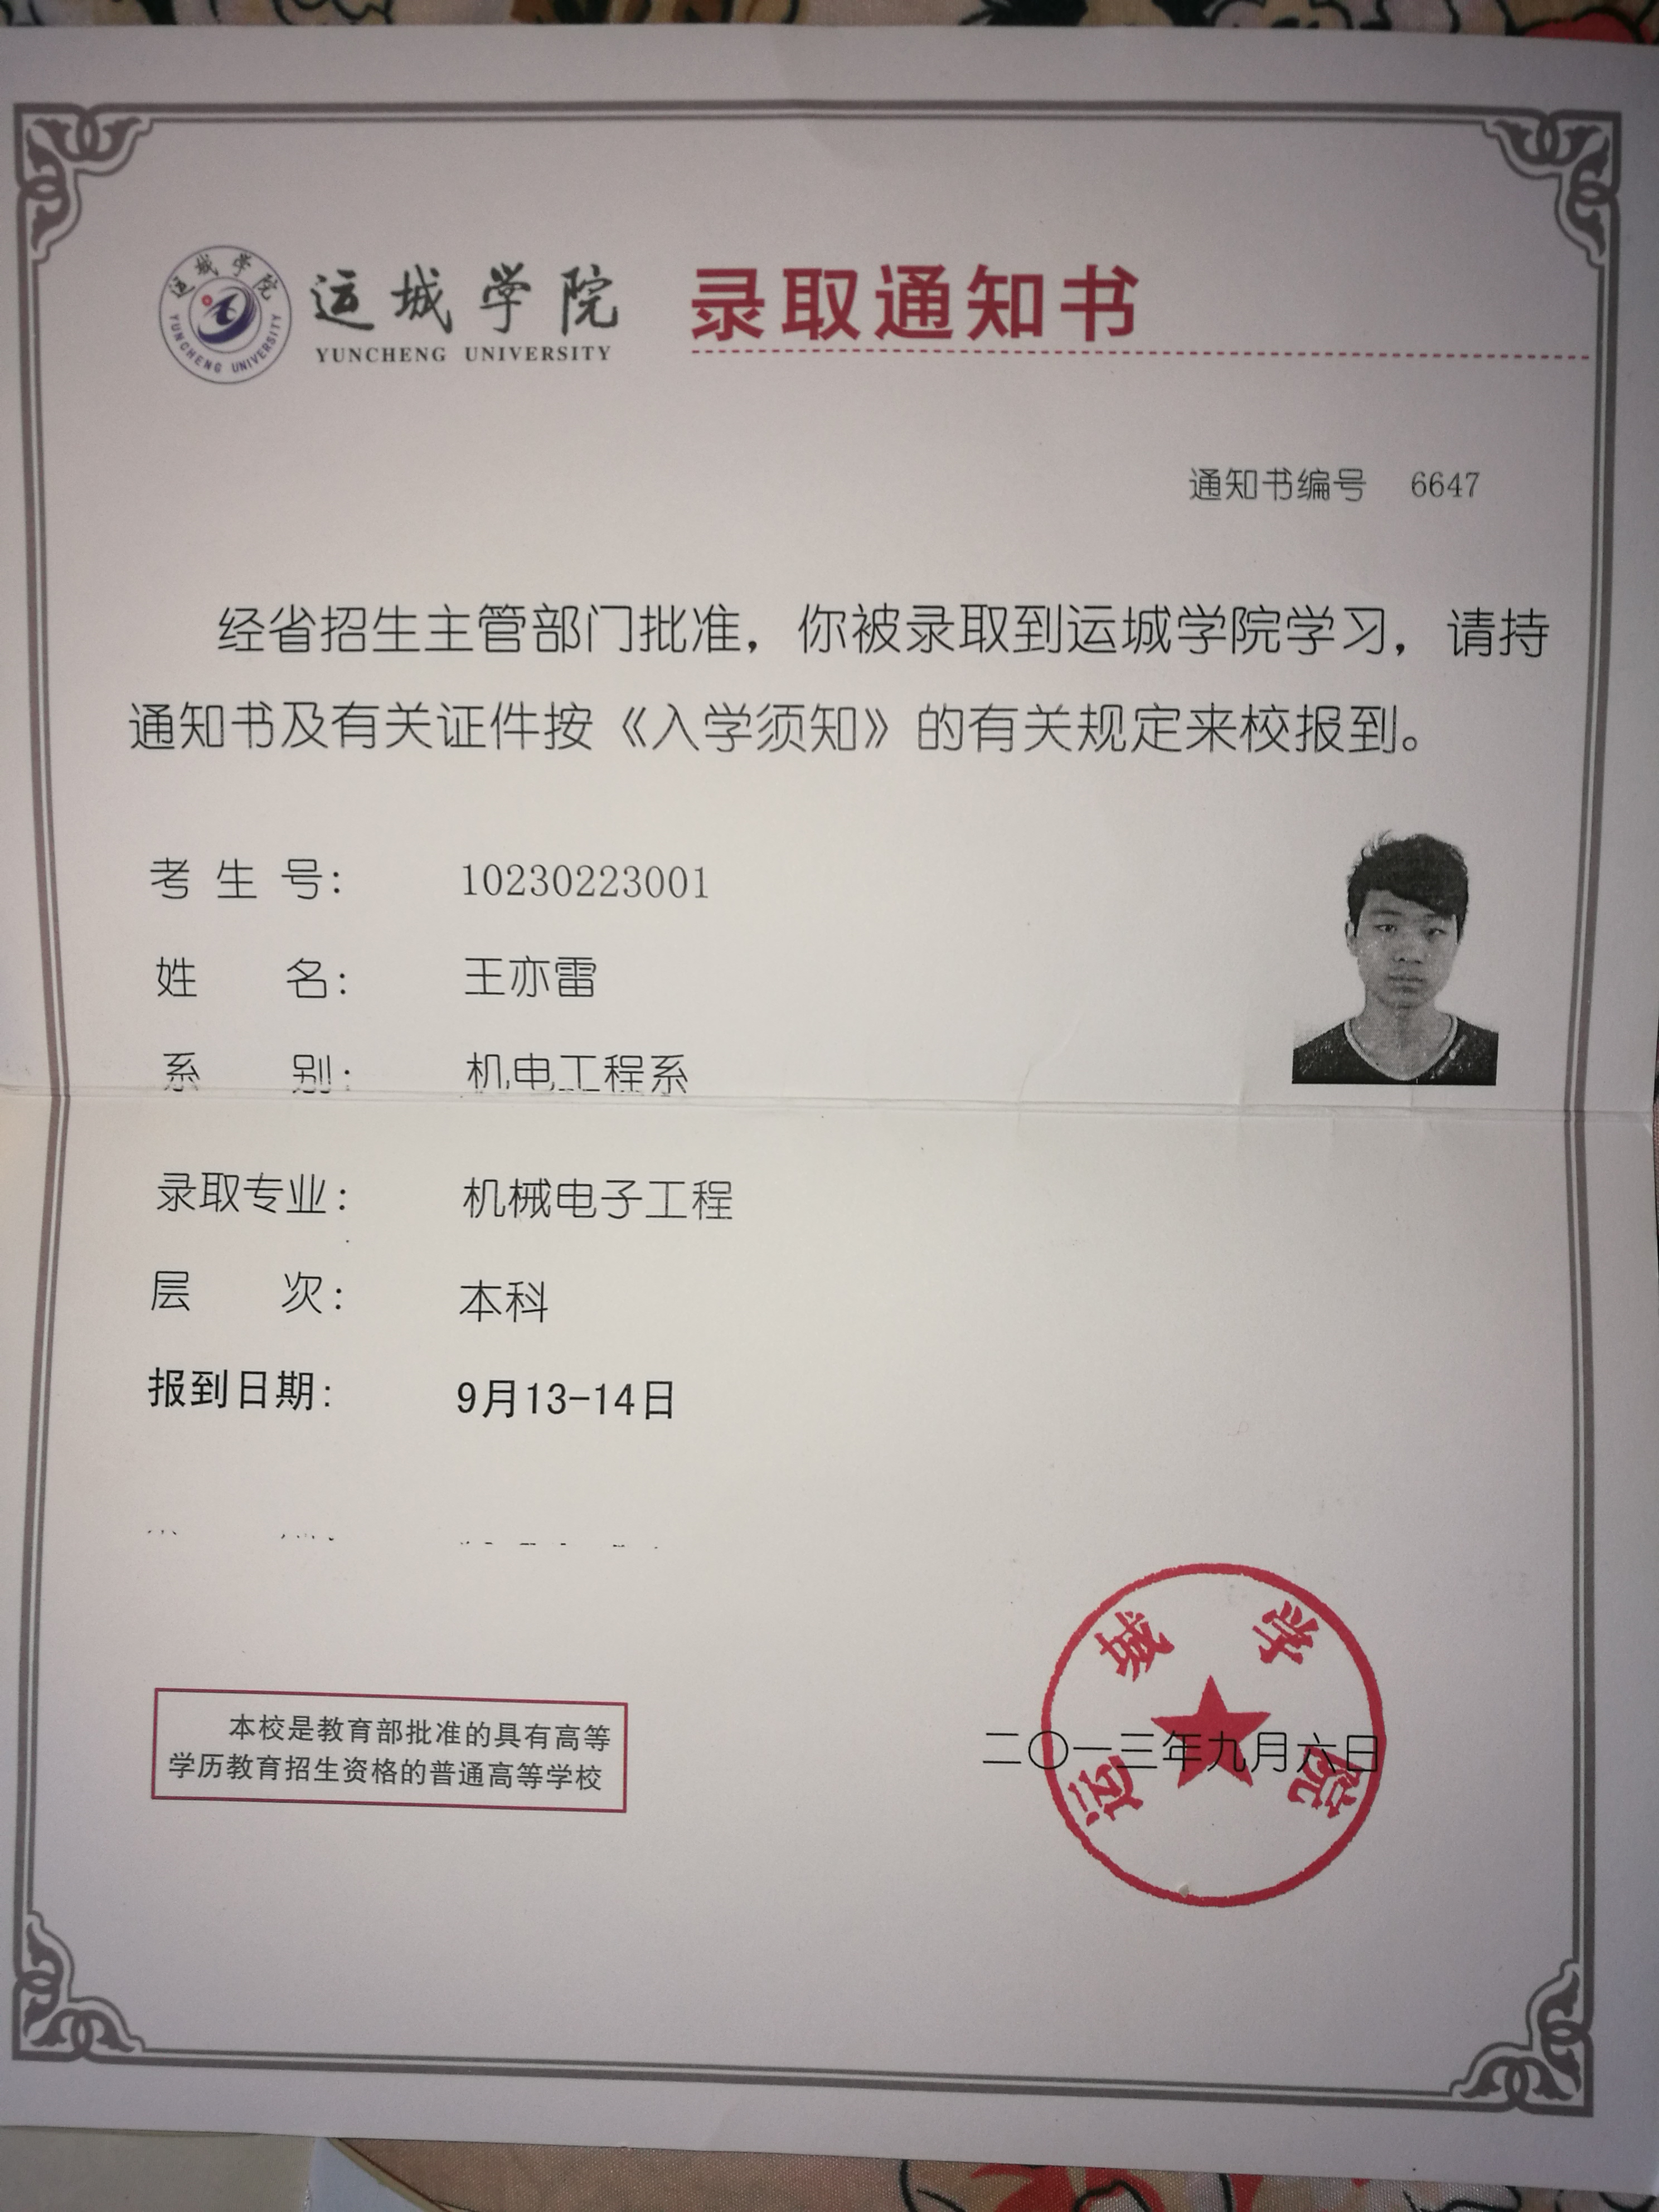 运城学院 录取通知书
运城学院
YUNCHENG UNIVERSITY
YUNCHENG UNIVERSITY
通知书编号 6647
经省招生主管部门批准，你被录取到运城学院学习，请持
通知书及有关证件按《入学须知》的有关规定来校报到。
考生号： 10230223001
姓名： 王亦雷
系别： 机电工程系
录取专业： 机械电子工程
层次： 本科
报到日期： 9月13-14日
本校是教育部批准的具有高等
学历教育招生资格的普通高等学校
运城学院
二〇一三年九月六日